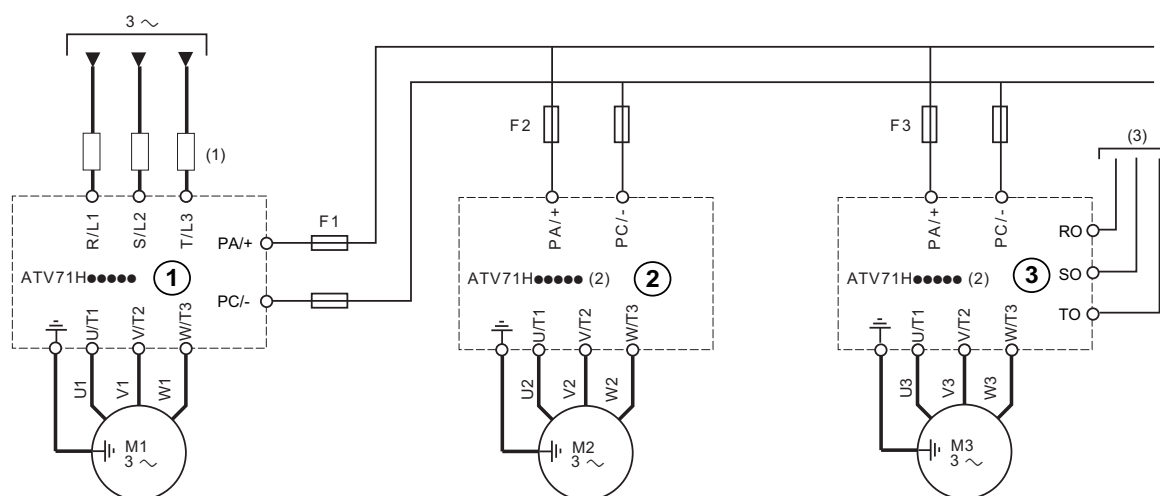 3 ～
(1)
R/L1
S/L2
T/L3
PA/+
F1
ATV71H●●●●●
1
PC/-
U/T1
V/T2
W/T3
U1
V1
W1
M1
3 ～
F2
PA/+
PC/-
ATV71H●●●●● (2)
2
U/T1
V/T2
W/T3
U2
V2
W2
M2
3 ～
F3
(3)
PA/+
PC/-
RO
ATV71H●●●●● (2)
3
SO
TO
U/T1
V/T2
W/T3
U3
V3
W3
M3
3 ～